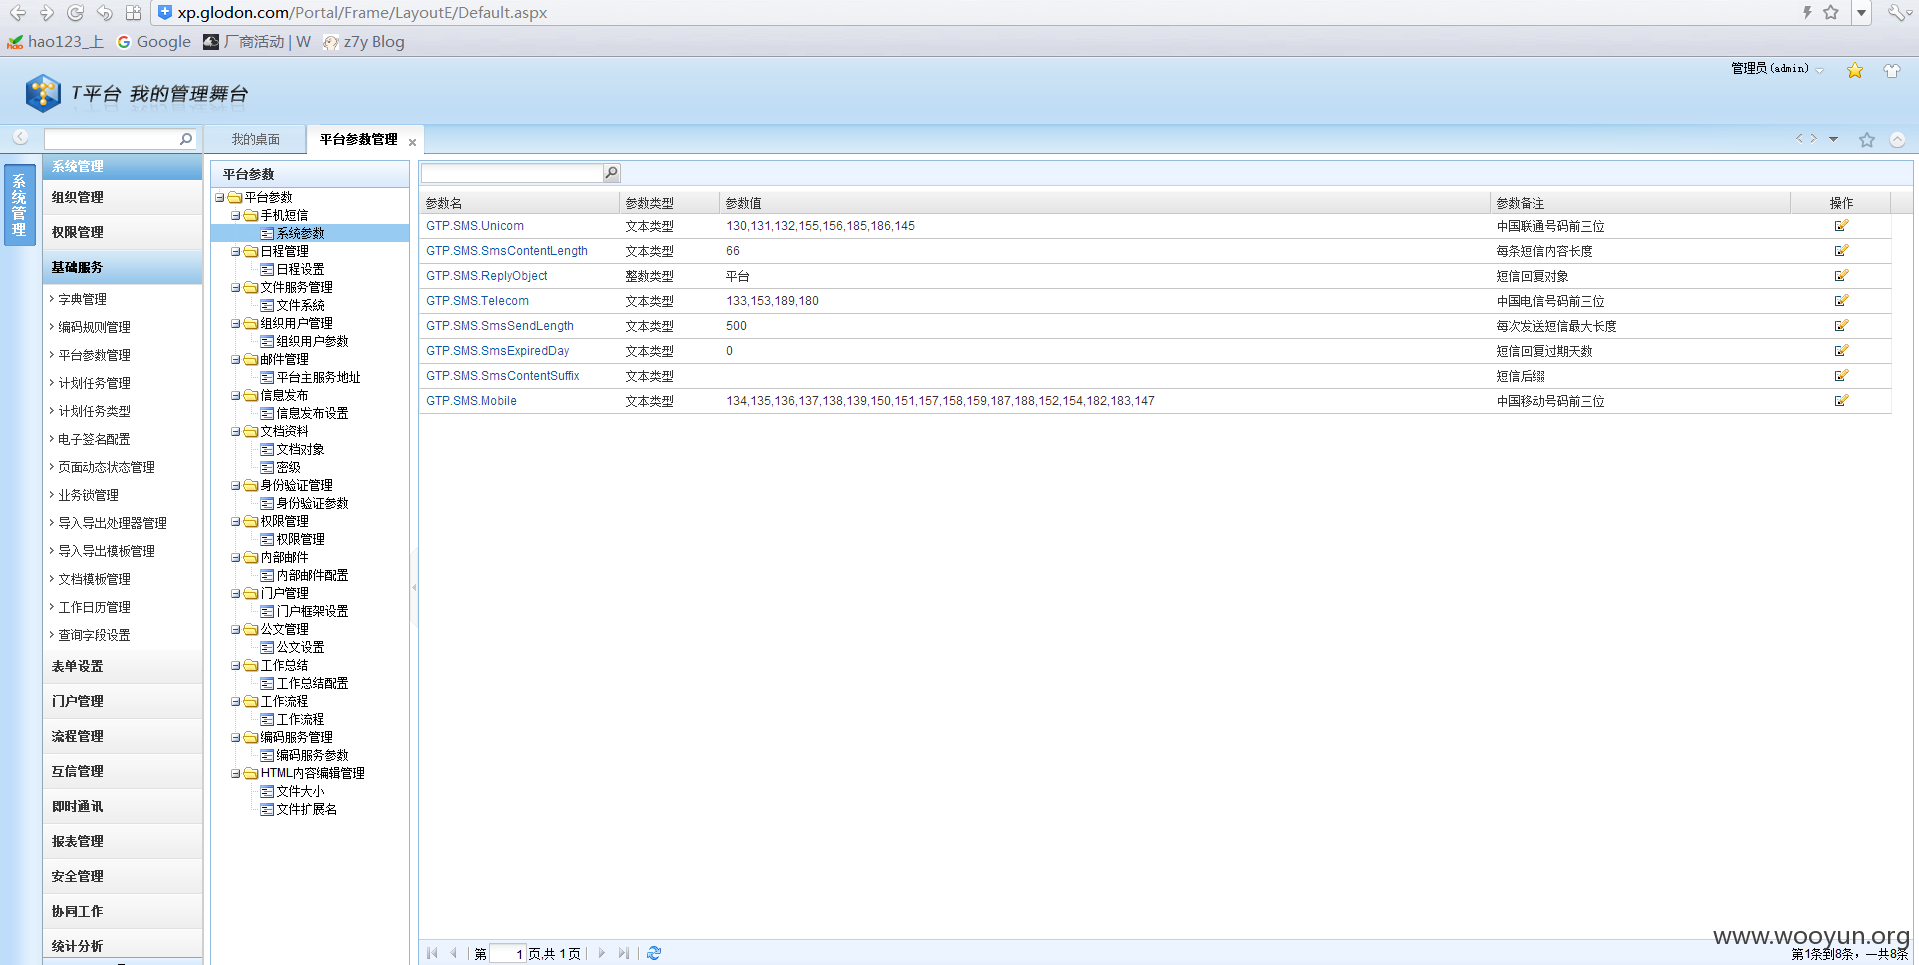 xp.glodon.com/Portal/Frame/LayoutE/Default.aspx
hao123_上 Google 厂商活动 | W z7y Blog
管理员(admin)
T平台 我的管理舞台
我的桌面 平台参数管理
系统管理
系统管理
组织管理
权限管理
基础服务
字典管理
编码规则管理
平台参数管理
计划任务管理
计划任务类型
电子签名配置
页面动态状态管理
业务锁管理
导入导出处理器管理
导入导出模板管理
文档模板管理
工作日历管理
查询字段设置
表单设置
门户管理
流程管理
互信管理
即时通讯
报表管理
安全管理
协同工作
统计分析
平台参数
平台参数
手机短信
系统参数
日程管理
日程设置
文件服务管理
文件系统
组织用户管理
组织用户参数
邮件管理
平台主服务地址
信息发布
信息发布设置
文档资料
文档对象
密级
身份验证管理
身份验证参数
权限管理
权限管理
内部邮件
内部邮件配置
门户管理
门户框架设置
公文管理
公文设置
工作总结
工作总结配置
工作流程
工作流程
编码服务管理
编码服务参数
HTML内容编辑管理
文件大小
文件扩展名
参数名 参数类型 参数值 参数备注 操作
GTP.SMS.Unicom 文本类型 130,131,132,155,156,185,186,145 中国联通号码前三位
GTP.SMS.SmsContentLength 文本类型 66 每条短信内容长度
GTP.SMS.ReplyObject 整数类型 平台 短信回复对象
GTP.SMS.Telecom 文本类型 133,153,189,180 中国电信号码前三位
GTP.SMS.SmsSendLength 文本类型 500 每次发送短信最大长度
GTP.SMS.SmsExpiredDay 文本类型 0 短信回复过期天数
GTP.SMS.SmsContentSuffix 文本类型 短信后缀
GTP.SMS.Mobile 文本类型 134,135,136,137,138,139,150,151,157,158,159,187,188,152,154,182,183,147 中国移动号码前三位
第 1 页,共 1 页
www.wooyun.org
第1条到8条，一共8条